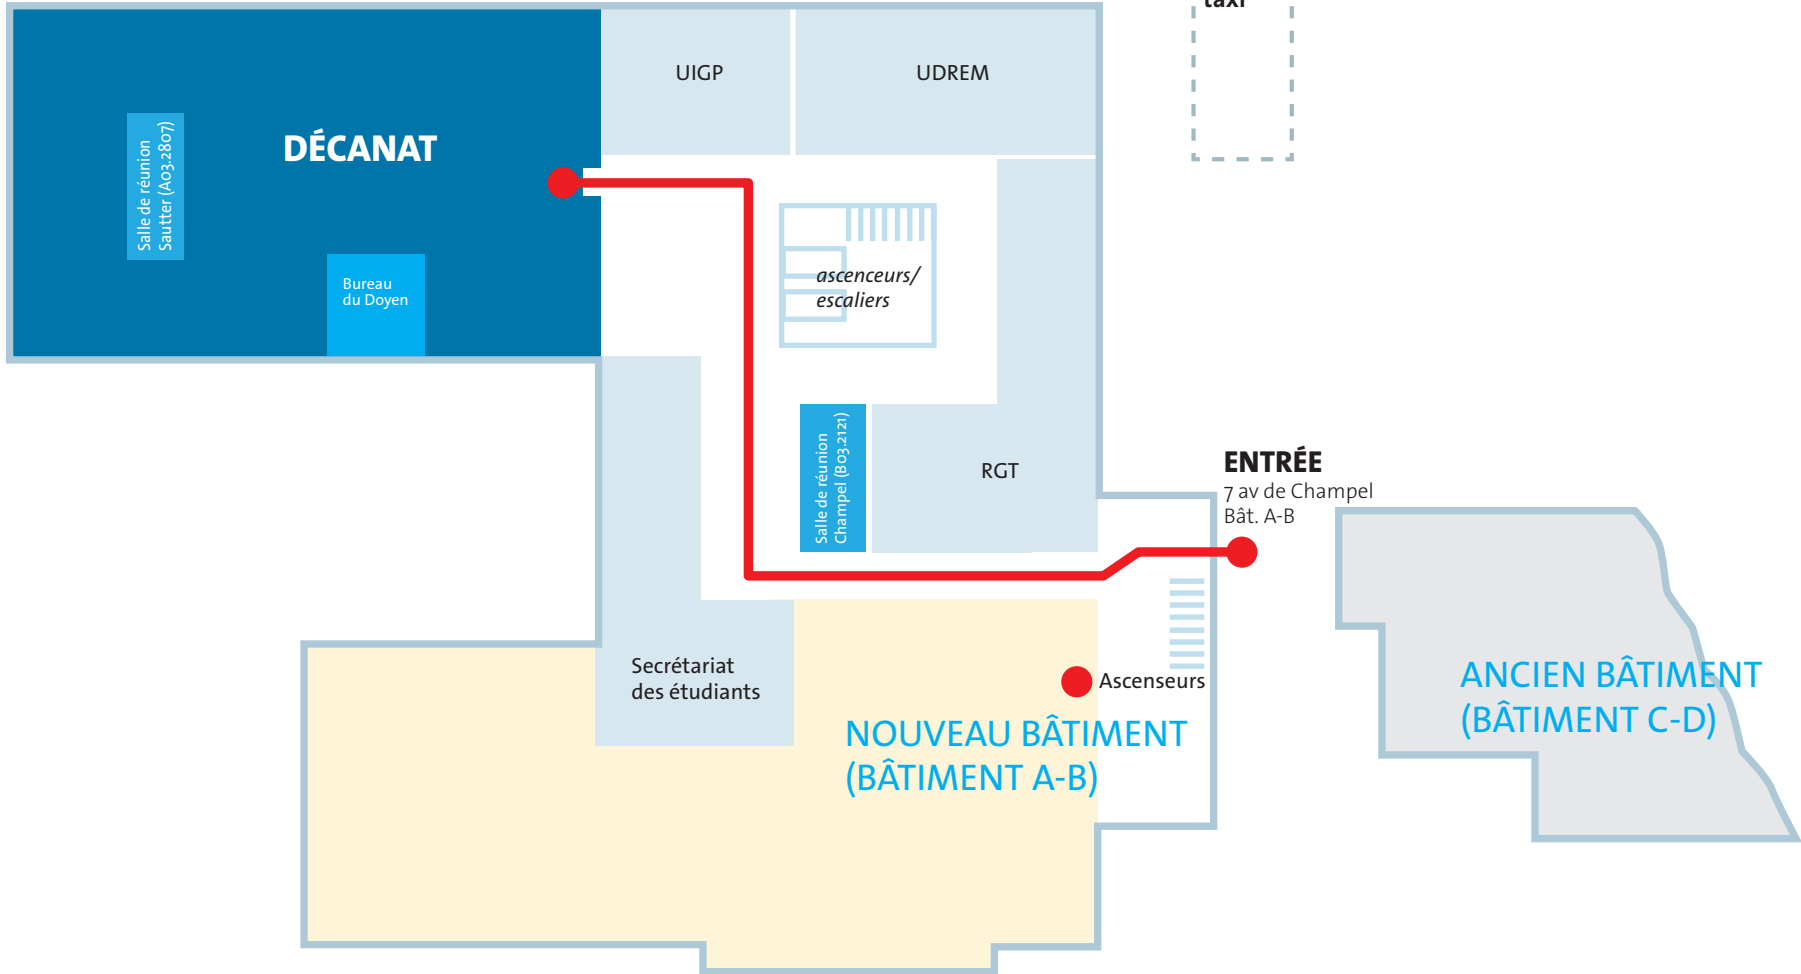 taxi
UIGP
UDREM
DÉCANAT
Salle de réunion
Sautter (A03.2807)
Bureau
du Doyen
ascenceurs/
escaliers
Salle de réunion
Champel (B03.2121)
RGT
ENTRÉE
7 av de Champel
Bât. A-B
Secrétariat
des étudiants
Ascenseurs
NOUVEAU BÂTIMENT
(BÂTIMENT A-B)
ANCIEN BÂTIMENT
(BÂTIMENT C-D)